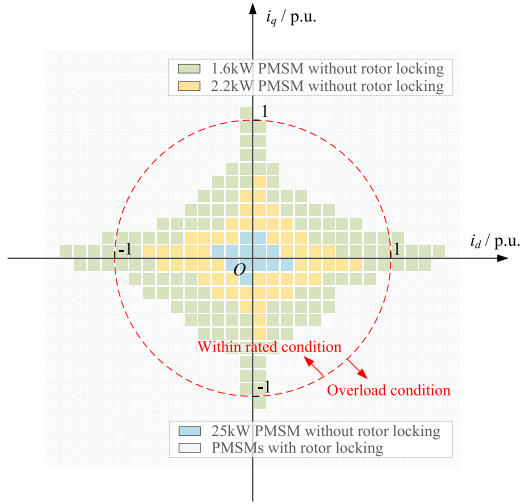 i_q / p.u.
1.6kW PMSM without rotor locking
2.2kW PMSM without rotor locking
1
-1
O
1
i_d / p.u.
Within rated condition
-1
Overload condition
25kW PMSM without rotor locking
PMSMs with rotor locking